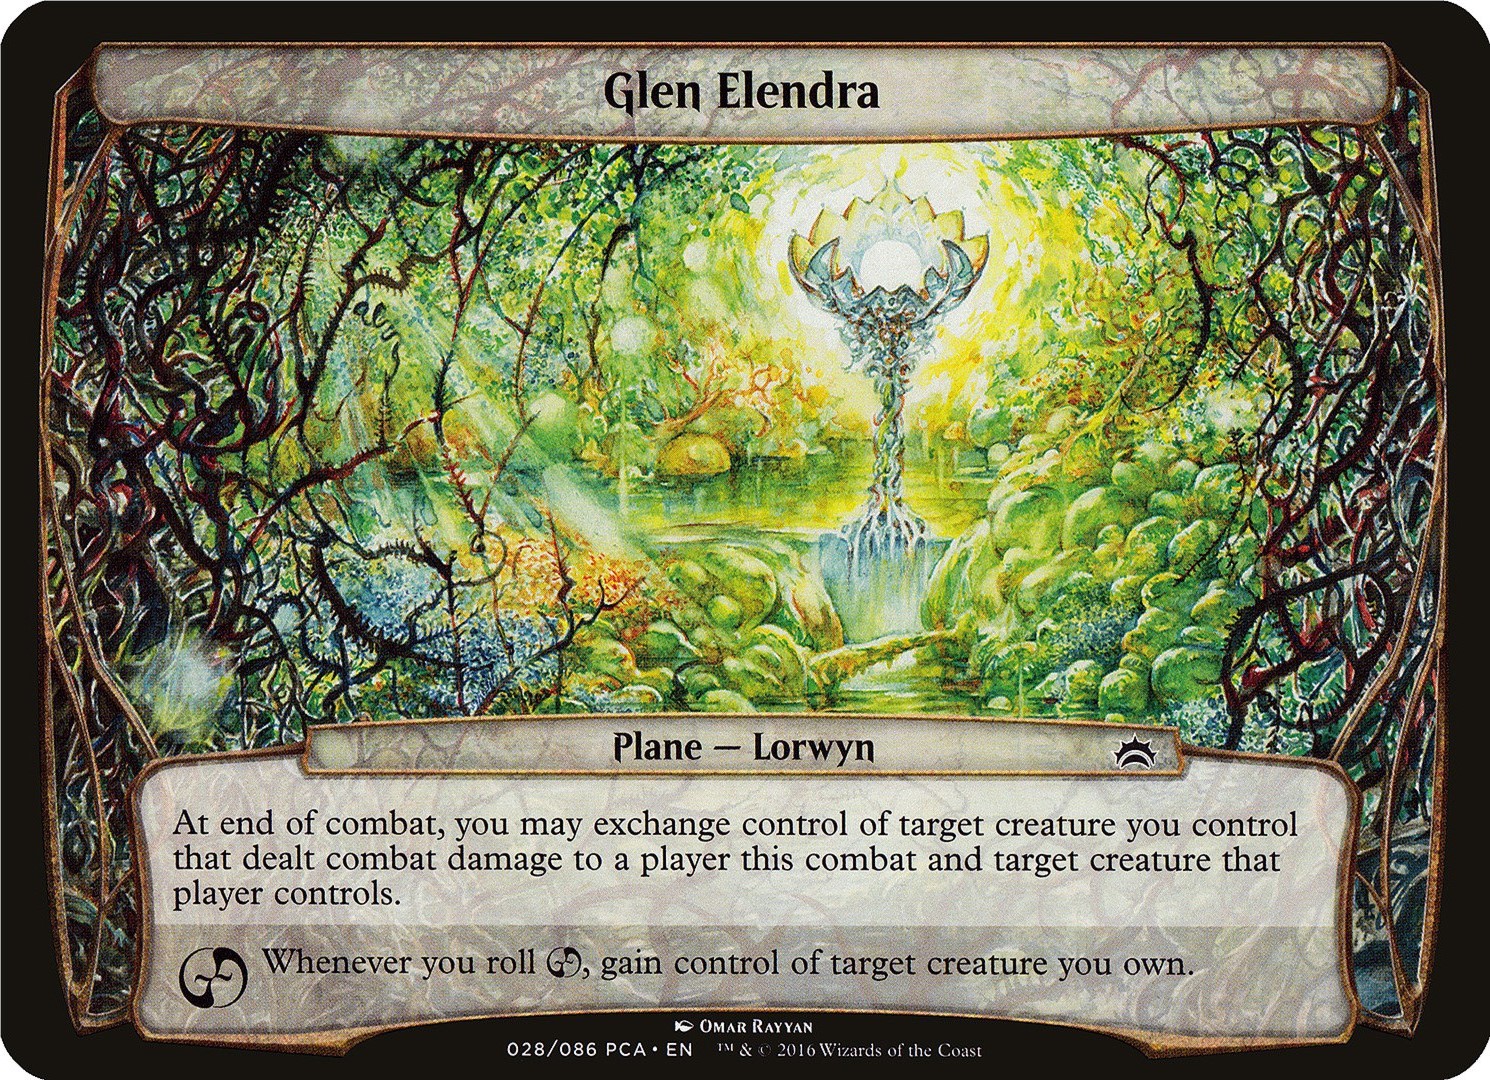 Glen Elendra
Plane — Lorwyn
At end of combat, you may exchange control of target creature you control
that dealt combat damage to a player this combat and target creature that
player controls.
Whenever you roll , gain control of target creature you own.
Omar Rayyan
028/086 PCA • EN ™ & © 2016 Wizards of the Coast